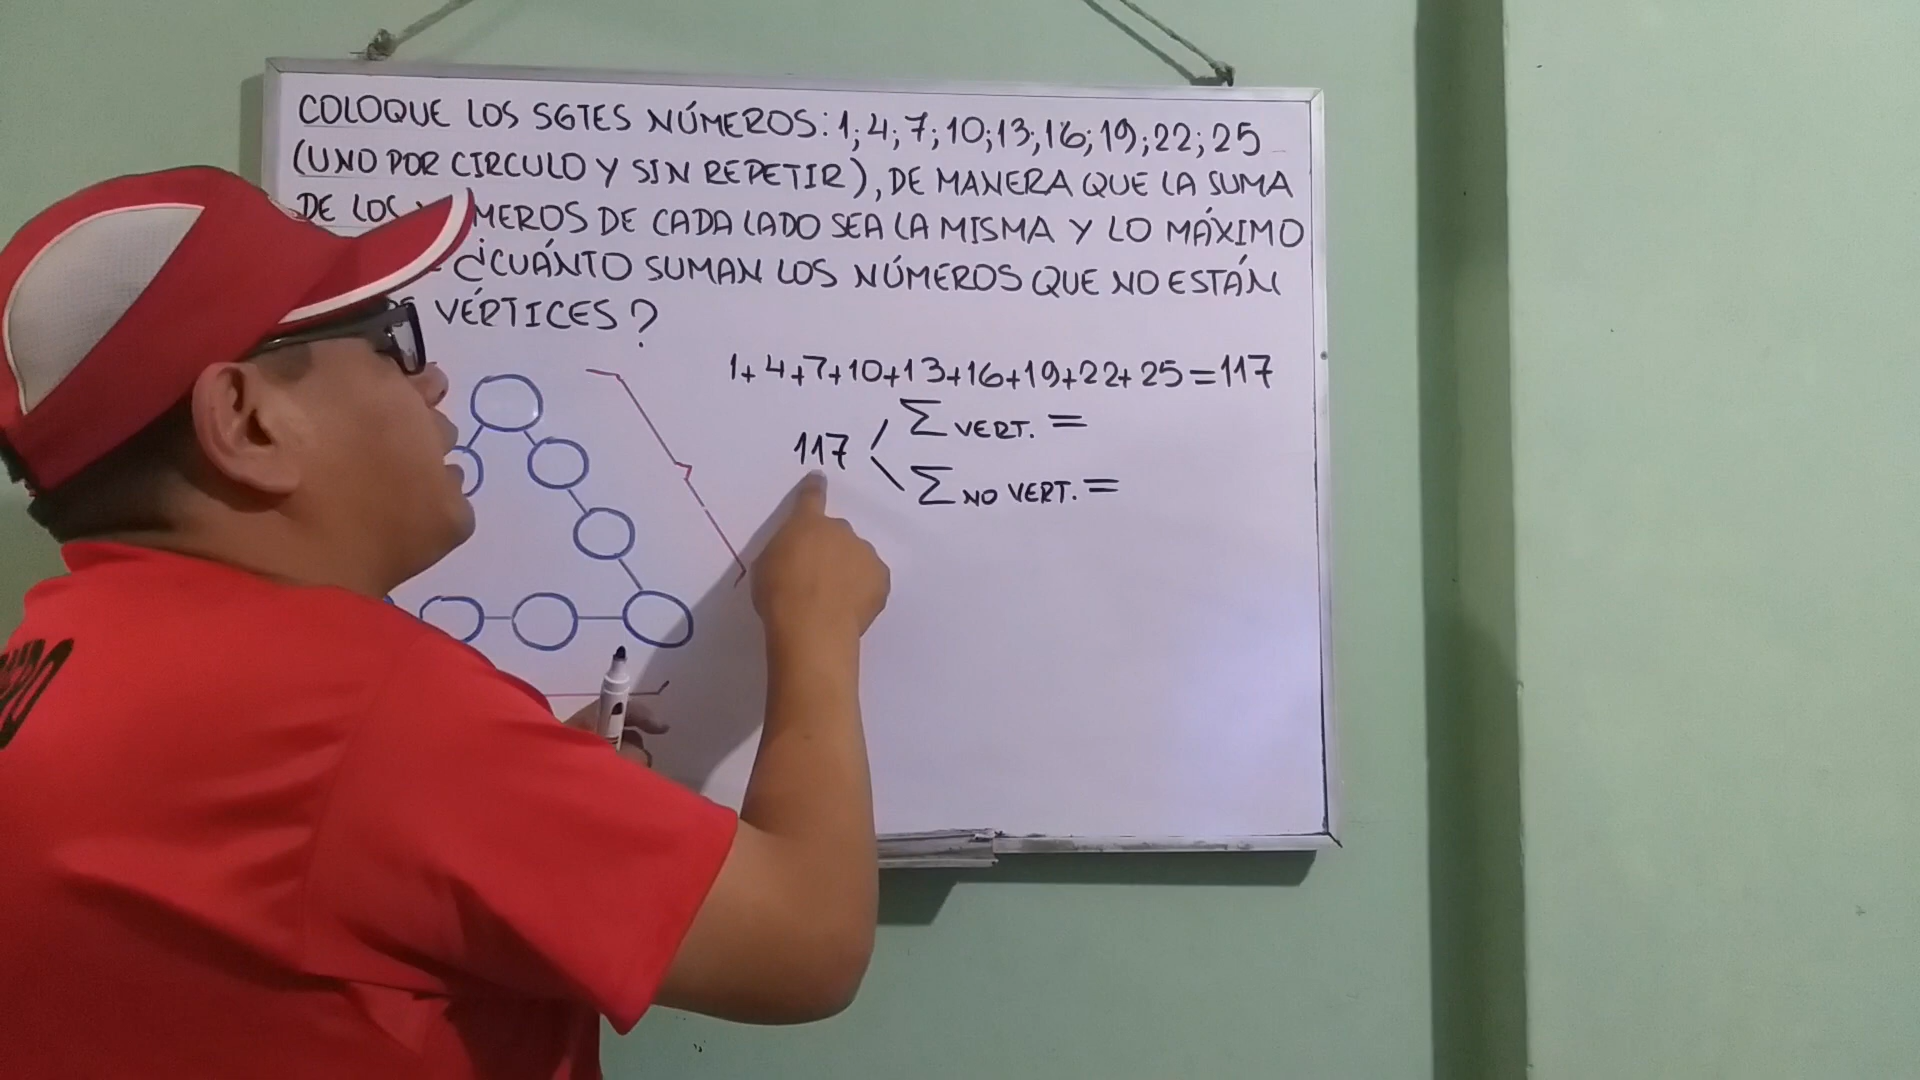 COLOQUE LOS SGTES NÚMEROS: 1; 4; 7; 10; 13; 16; 19; 22; 25
(UNO POR CIRCULO Y SIN REPETIR), DE MANERA QUE LA SUMA
DE LOS MEROS DE CADA LADO SEA LA MISMA Y LO MÁXIMO
¿CUÁNTO SUMAN LOS NÚMEROS QUE NO ESTÁN
VÉRTICES?
1+4+7+10+13+16+19+22+25=117
117
Σ VERT. =
Σ NO VERT. =